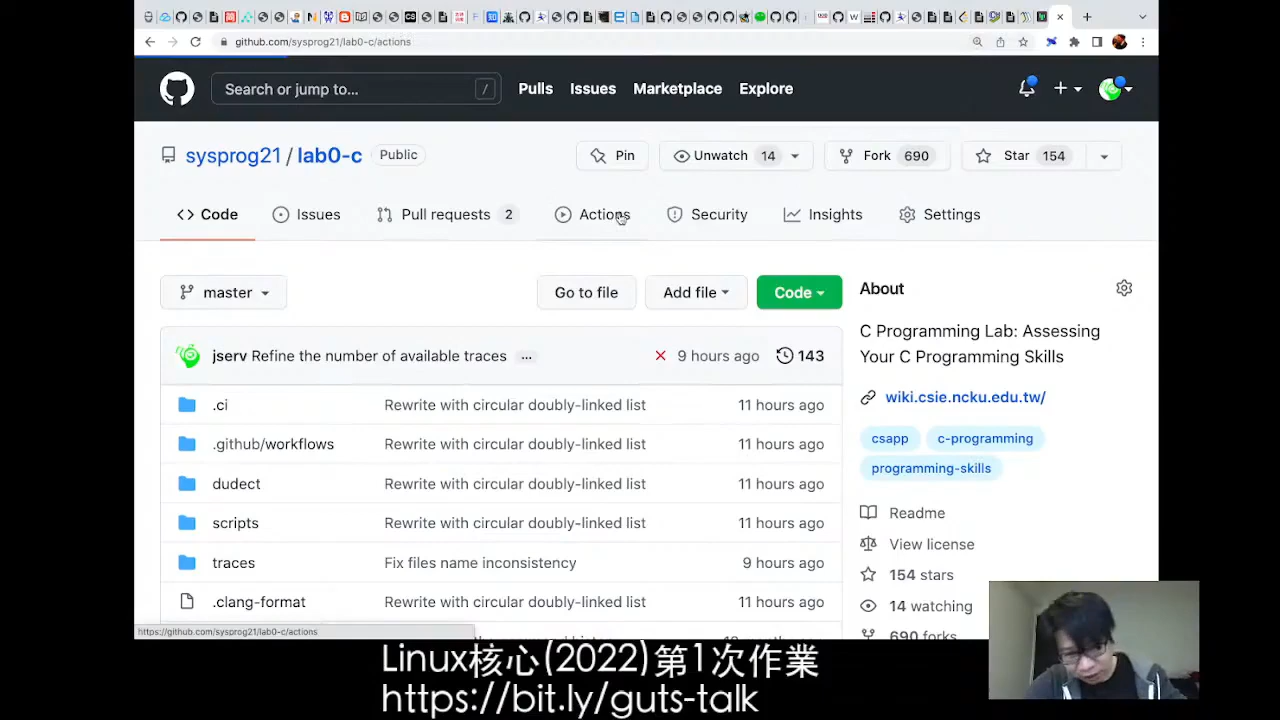 github.com/sysprog21/lab0-c/actions
Search or jump to... /
Pulls Issues Marketplace Explore
sysprog21 / lab0-c Public
Pin Unwatch 14 Fork 690 Star 154
Code Issues Pull requests 2 Actions Security Insights Settings
master Go to file Add file Code
About
C Programming Lab: Assessing
Your C Programming Skills
wiki.csie.ncku.edu.tw/
csapp c-programming
programming-skills
Readme
View license
154 stars
14 watching
690 forks
jserv Refine the number of available traces ... 9 hours ago 143
.ci Rewrite with circular doubly-linked list 11 hours ago
.github/workflows Rewrite with circular doubly-linked list 11 hours ago
dudect Rewrite with circular doubly-linked list 11 hours ago
scripts Rewrite with circular doubly-linked list 11 hours ago
traces Fix files name inconsistency 9 hours ago
.clang-format Rewrite with circular doubly-linked list 11 hours ago
https://github.com/sysprog21/lab0-c/actions
Linux核心(2022)第1次作業
https://bit.ly/guts-talk